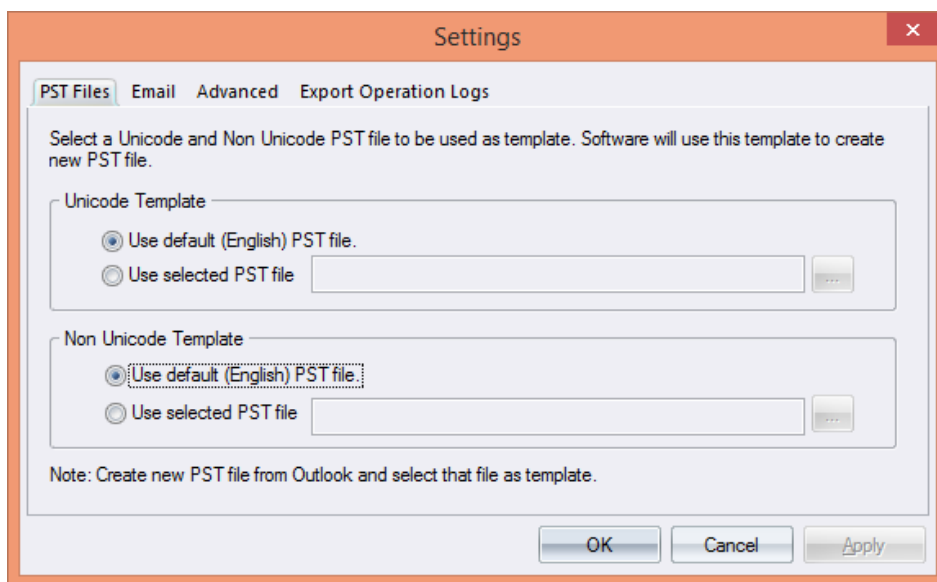 Settings
PST Files Email Advanced Export Operation Logs
Select a Unicode and Non Unicode PST file to be used as template. Software will use this template to create
new PST file.
Unicode Template
Use default (English) PST file.
Use selected PST file ...
Non Unicode Template
Use default (English) PST file.
Use selected PST file ...
Note: Create new PST file from Outlook and select that file as template.
OK Cancel Apply